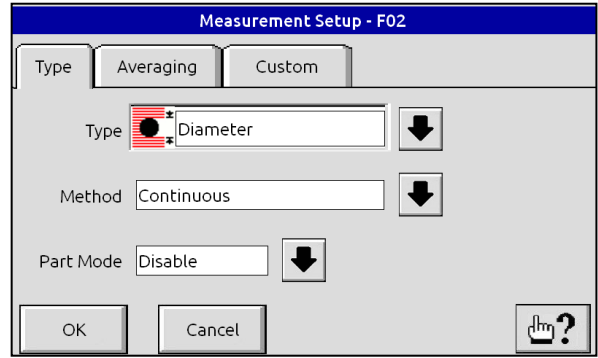 Measurement Setup - F02
Type Averaging Custom
Type Diameter
Method Continuous
Part Mode Disable
OK Cancel ?